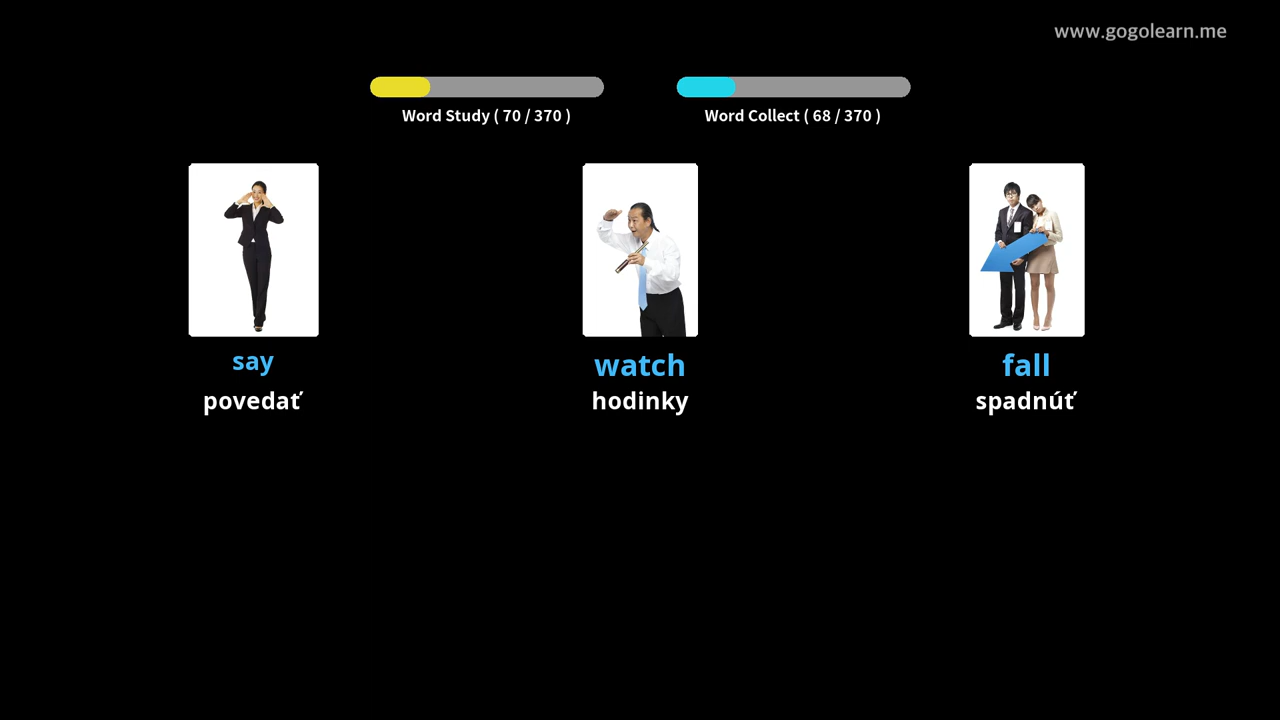 www.gogolearn.me
Word Study ( 70 / 370 )
Word Collect ( 68 / 370 )
say
watch
fall
povedať
hodinky
spadnúť